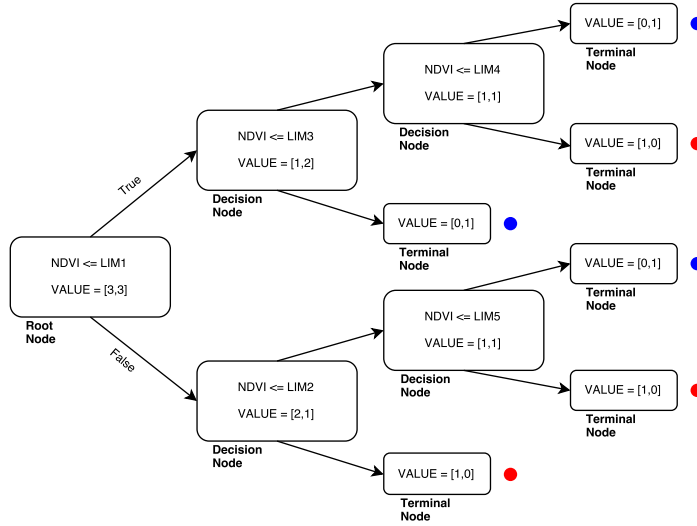 VALUE = [0,1]
Terminal
Node
NDVI <= LIM4
VALUE = [1,1]
Decision
Node
VALUE = [1,0]
Terminal
Node
NDVI <= LIM3
VALUE = [1,2]
Decision
Node
True
VALUE = [0,1]
Terminal
Node
NDVI <= LIM1
VALUE = [3,3]
Root
Node
False
VALUE = [0,1]
Terminal
Node
NDVI <= LIM5
VALUE = [1,1]
Decision
Node
VALUE = [1,0]
Terminal
Node
NDVI <= LIM2
VALUE = [2,1]
Decision
Node
VALUE = [1,0]
Terminal
Node